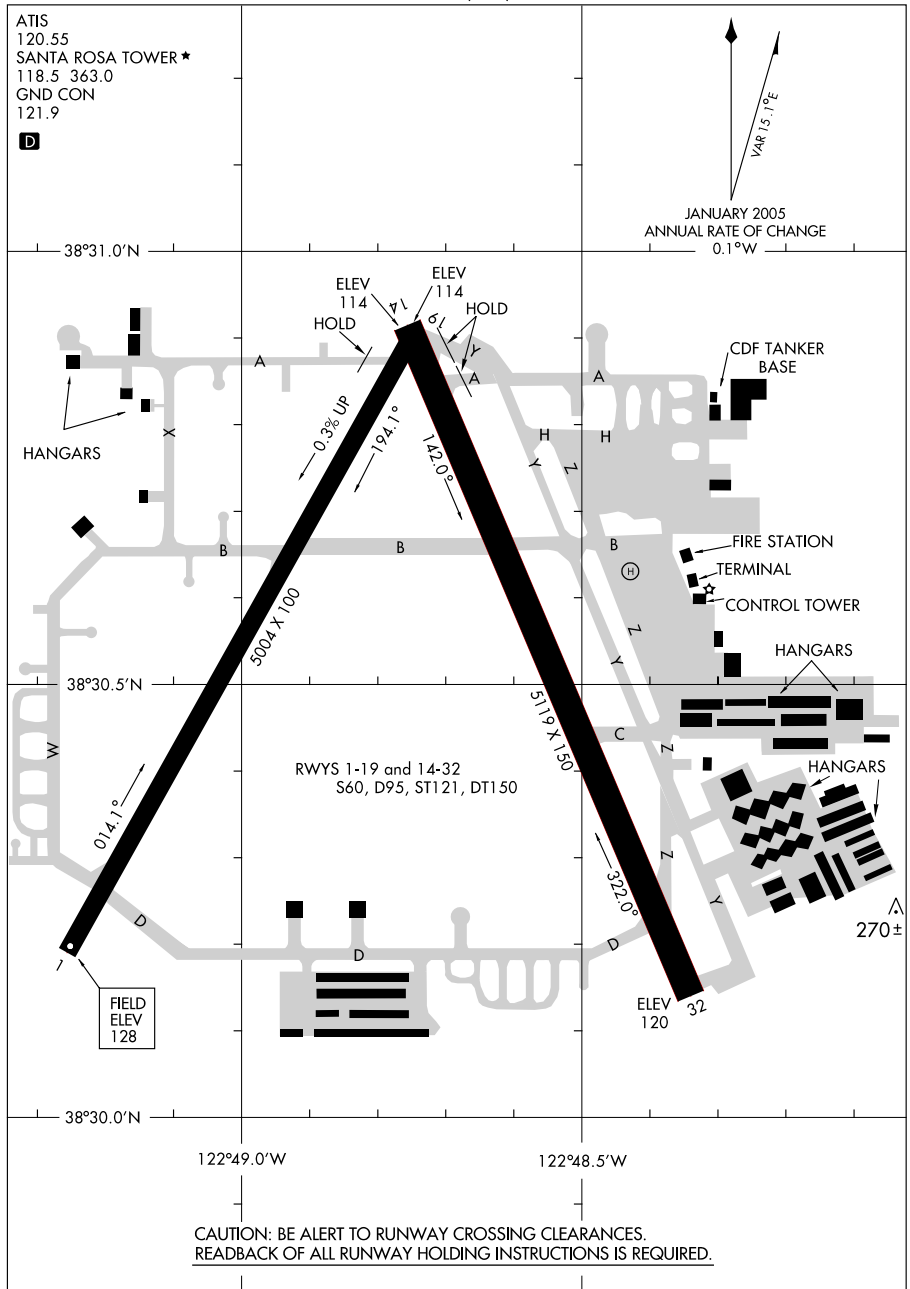 ATIS
120.55
SANTA ROSA TOWER ★
118.5 363.0
GND CON
121.9
D
VAR 15.1°E
JANUARY 2005
ANNUAL RATE OF CHANGE
0.1°W
38°31.0'N
ELEV
114
ELEV
114
HOLD
HOLD
14
19
Y
A
A
A
CDF TANKER
BASE
HANGARS
X
0.3% UP
194.1°
142.0°
H
H
Y
Z
B
B
B
H
FIRE STATION
TERMINAL
CONTROL TOWER
5004 X 100
Z
Y
HANGARS
38°30.5'N
5119 X 150
C
Z
W
RWYS 1-19 and 14-32
S60, D95, ST121, DT150
HANGARS
014.1°
322.0°
Z
Y
270±
D
D
D
1
FIELD
ELEV
128
ELEV
120
32
38°30.0'N
122°49.0'W
122°48.5'W
CAUTION: BE ALERT TO RUNWAY CROSSING CLEARANCES.
READBACK OF ALL RUNWAY HOLDING INSTRUCTIONS IS REQUIRED.